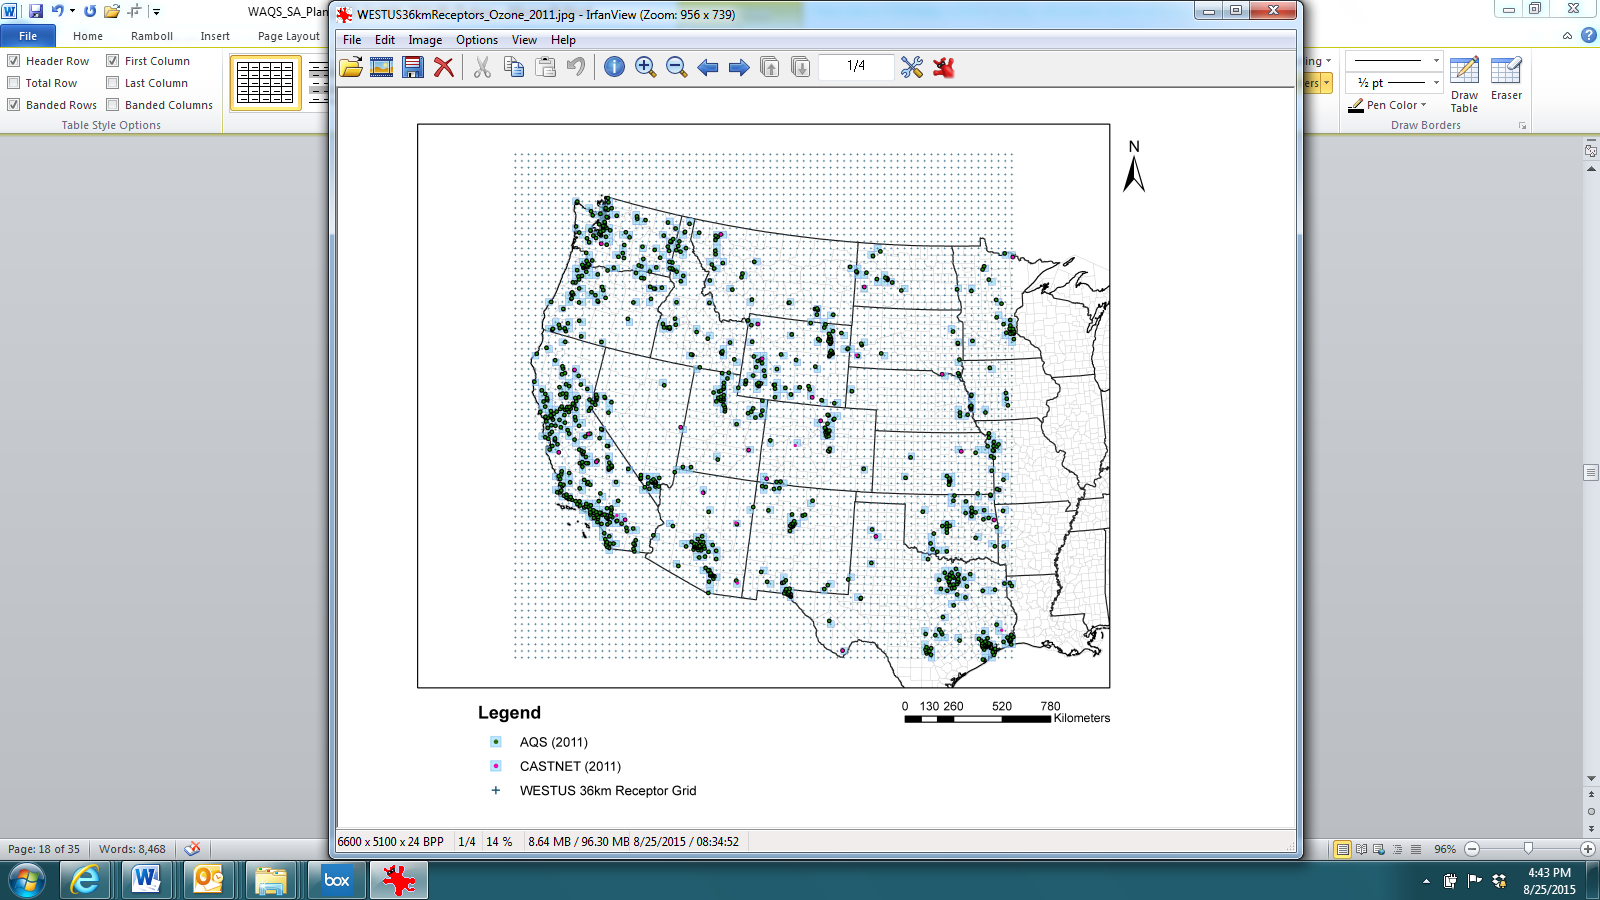 WAQS_SA_Plan
WESTUS36kmReceptors_Ozone_2011.jpg - IrfanView (Zoom: 956 x 739)
File
Home
Ramboll
Insert
Page Layout
File Edit Image Options View Help
Header Row
First Column
Total Row
Last Column
Banded Rows
Banded Columns
Table Style Options
1/4
½ pt
Pen Color
Draw Table
Eraser
Draw Borders
N
0 130 260 520 780
Kilometers
Legend
AQS (2011)
CASTNET (2011)
WESTUS 36km Receptor Grid
6600 x 5100 x 24 BPP 1/4 14 % 8.64 MB / 96.30 MB 8/25/2015 / 08:34:52
Page: 18 of 35 Words: 8,468
96%
box
4:43 PM
8/25/2015